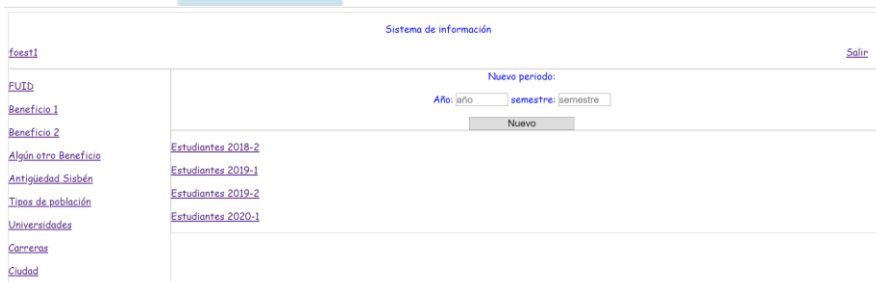 Sistema de información
foest1
Salir
FUID
Beneficio 1
Beneficio 2
Algún otro Beneficio
Antigüedad Sisbén
Tipos de población
Universidades
Carreras
Ciudad
Nuevo periodo:
Año: año semestre: semestre
Nuevo
Estudiantes 2018-2
Estudiantes 2019-1
Estudiantes 2019-2
Estudiantes 2020-1